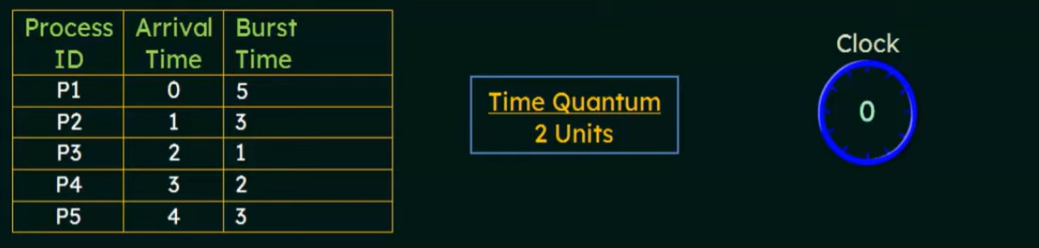 Process ID Arrival Time Burst Time
P1 0 5
P2 1 3
P3 2 1
P4 3 2
P5 4 3
Time Quantum
2 Units
Clock
0